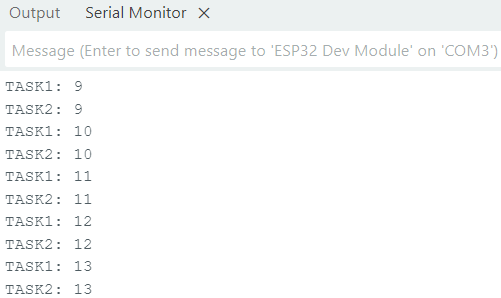 Output Serial Monitor ×
Message (Enter to send message to 'ESP32 Dev Module' on 'COM3')
TASK1: 9
TASK2: 9
TASK1: 10
TASK2: 10
TASK1: 11
TASK2: 11
TASK1: 12
TASK2: 12
TASK1: 13
TASK2: 13